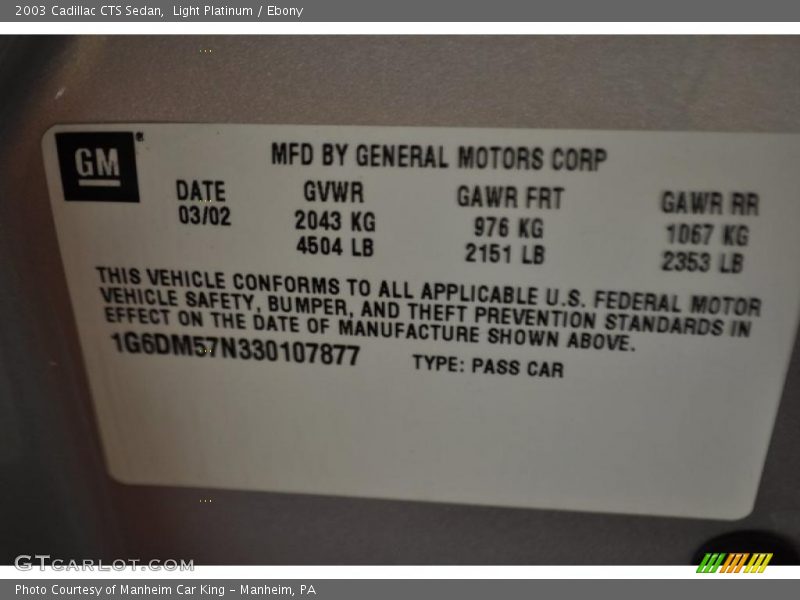 2003 Cadillac CTS Sedan,  Light Platinum / Ebony
GM
MFD BY GENERAL MOTORS CORP
DATE GVWR GAWR FRT GAWR RR
03/02 2043 KG 976 KG 1067 KG
4504 LB 2151 LB 2353 LB
THIS VEHICLE CONFORMS TO ALL APPLICABLE U.S. FEDERAL MOTOR
VEHICLE SAFETY, BUMPER, AND THEFT PREVENTION STANDARDS IN
EFFECT ON THE DATE OF MANUFACTURE SHOWN ABOVE.
1G6DM57N330107877 TYPE: PASS CAR
GTCARLOT.COM
Photo Courtesy of Manheim Car King - Manheim, PA